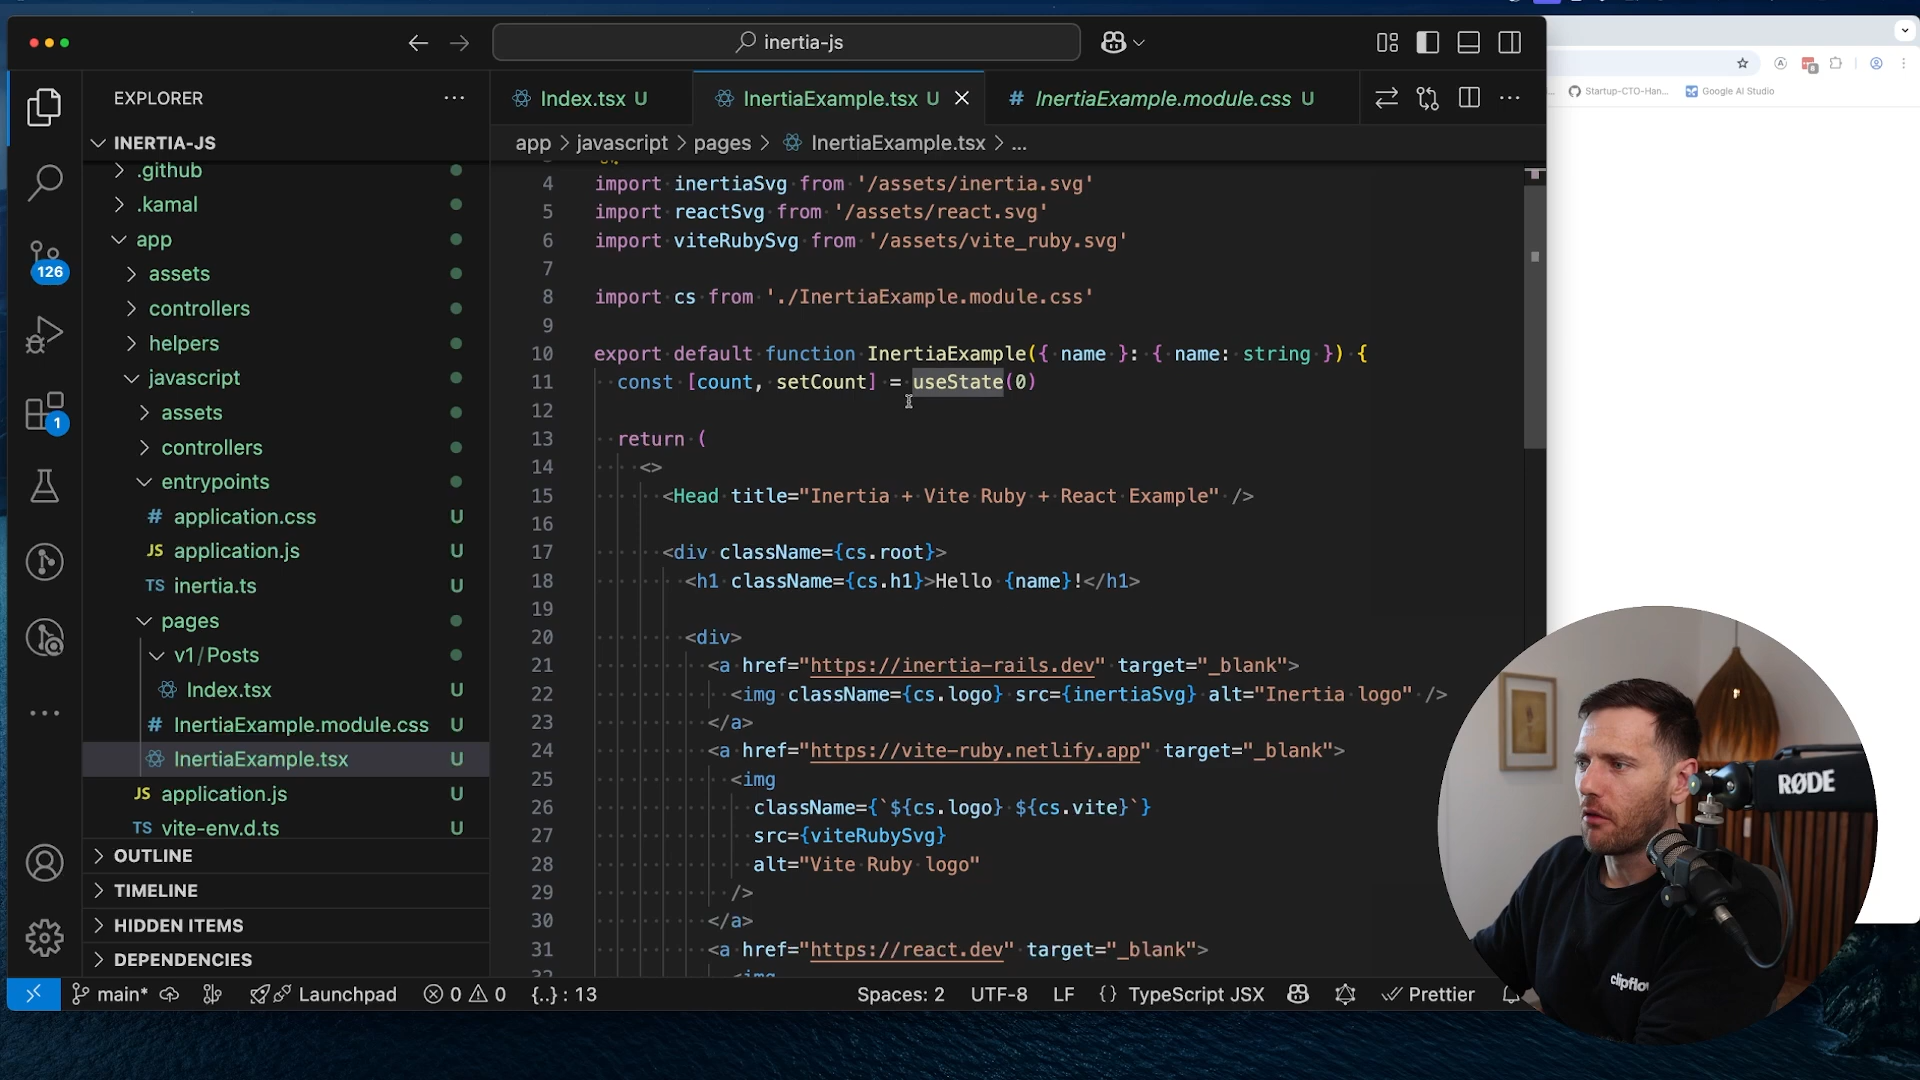 inertia-js
EXPLORER
INERTIA-JS
.github
.kamal
app
assets
controllers
helpers
javascript
assets
controllers
entrypoints
application.css U
JS application.js U
TS inertia.ts U
pages
v1/Posts
Index.tsx U
InertiaExample.module.css U
InertiaExample.tsx U
JS application.js U
TS vite-env.d.ts U
OUTLINE
TIMELINE
HIDDEN ITEMS
DEPENDENCIES
126
1
Index.tsx U
InertiaExample.tsx U
# InertiaExample.module.css U
app > javascript > pages > InertiaExample.tsx > ...
4 import inertiaSvg from '/assets/inertia.svg'
5 import reactSvg from '/assets/react.svg'
6 import viteRubySvg from '/assets/vite_ruby.svg'
7
8 import cs from './InertiaExample.module.css'
9
10 export default function InertiaExample({ name }: { name: string }) {
11 const [count, setCount] = useState(0)
12
13 return (
14 <>
15 <Head title="Inertia + Vite Ruby + React Example" />
16
17 <div className={cs.root}>
18 <h1 className={cs.h1}>Hello {name}!</h1>
19
20 <div>
21 <a href="https://inertia-rails.dev" target="_blank">
22 <img className={cs.logo} src={inertiaSvg} alt="Inertia logo" />
23 </a>
24 <a href="https://vite-ruby.netlify.app" target="_blank">
25 <img
26 className={`${cs.logo} ${cs.vite}`}
27 src={viteRubySvg}
28 alt="Vite Ruby logo"
29 />
30 </a>
31 <a href="https://react.dev" target="_blank">
32 <img
main* Launchpad 0 0 {..} : 13 Spaces: 2 UTF-8 LF {} TypeScript JSX Prettier
Startup-CTO-Han... Google AI Studio
RØDE